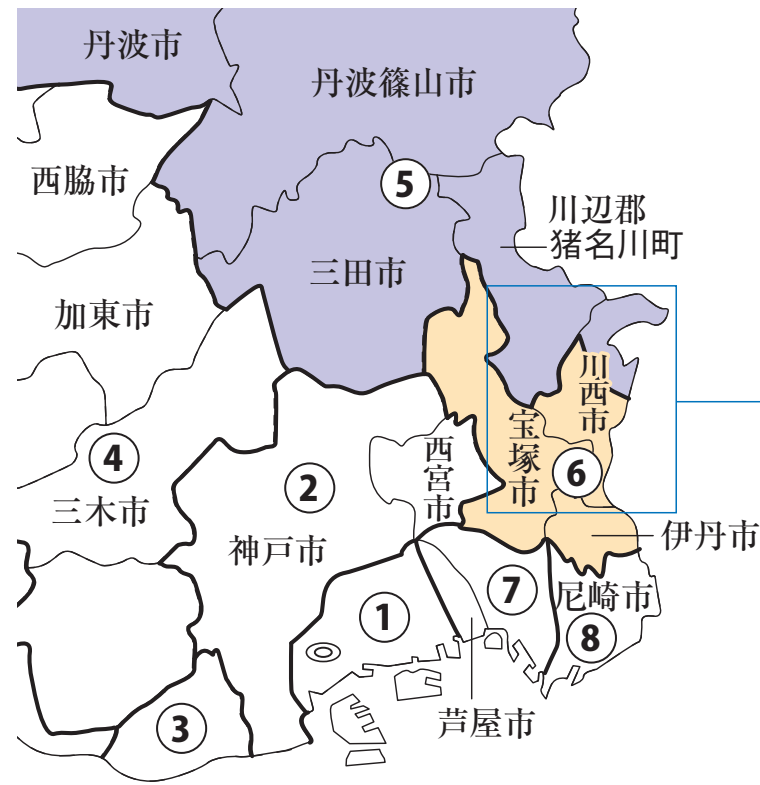 丹波市
丹波篠山市
西脇市
⑤
川辺郡
猪名川町
三田市
加東市
川西市
宝塚市
西宮市
④
②
⑥
三木市
神戸市
伊丹市
⑦
尼崎市
①
⑧
芦屋市
③